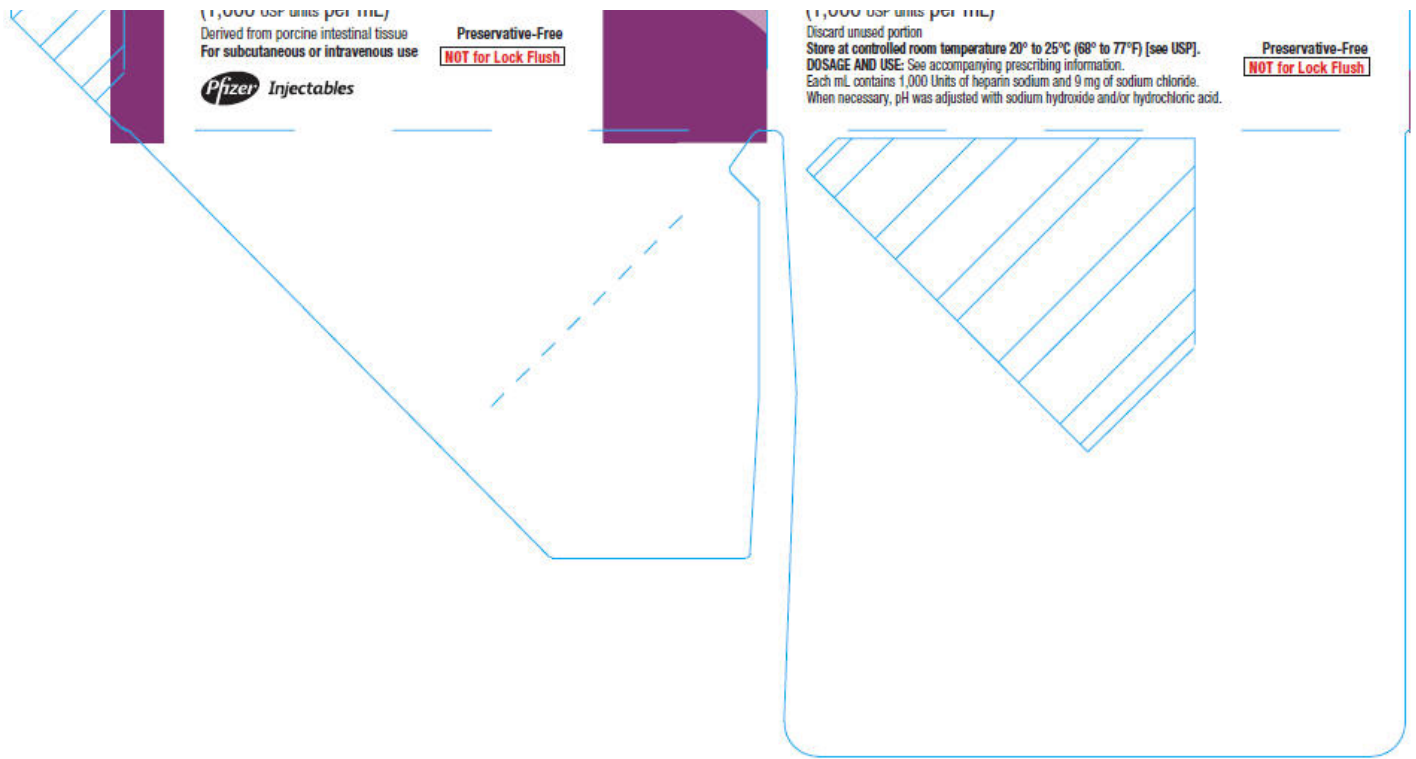 (1,000 USP units per mL)
Derived from porcine intestinal tissue
For subcutaneous or intravenous use
Preservative-Free
NOT for Lock Flush
Pfizer Injectables
(1,000 USP units per mL)
Discard unused portion
Store at controlled room temperature 20° to 25°C (68° to 77°F) [see USP].
DOSAGE AND USE: See accompanying prescribing information.
Each mL contains 1,000 Units of heparin sodium and 9 mg of sodium chloride.
When necessary, pH was adjusted with sodium hydroxide and/or hydrochloric acid.
Preservative-Free
NOT for Lock Flush